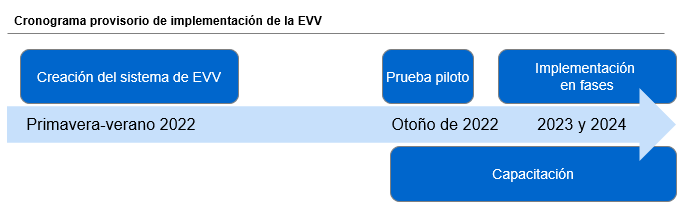 Cronograma provisorio de implementación de la EVV
Creación del sistema de EVV
Prueba piloto
Implementación
en fases
Primavera-verano 2022
Otoño de 2022
2023 y 2024
Capacitación